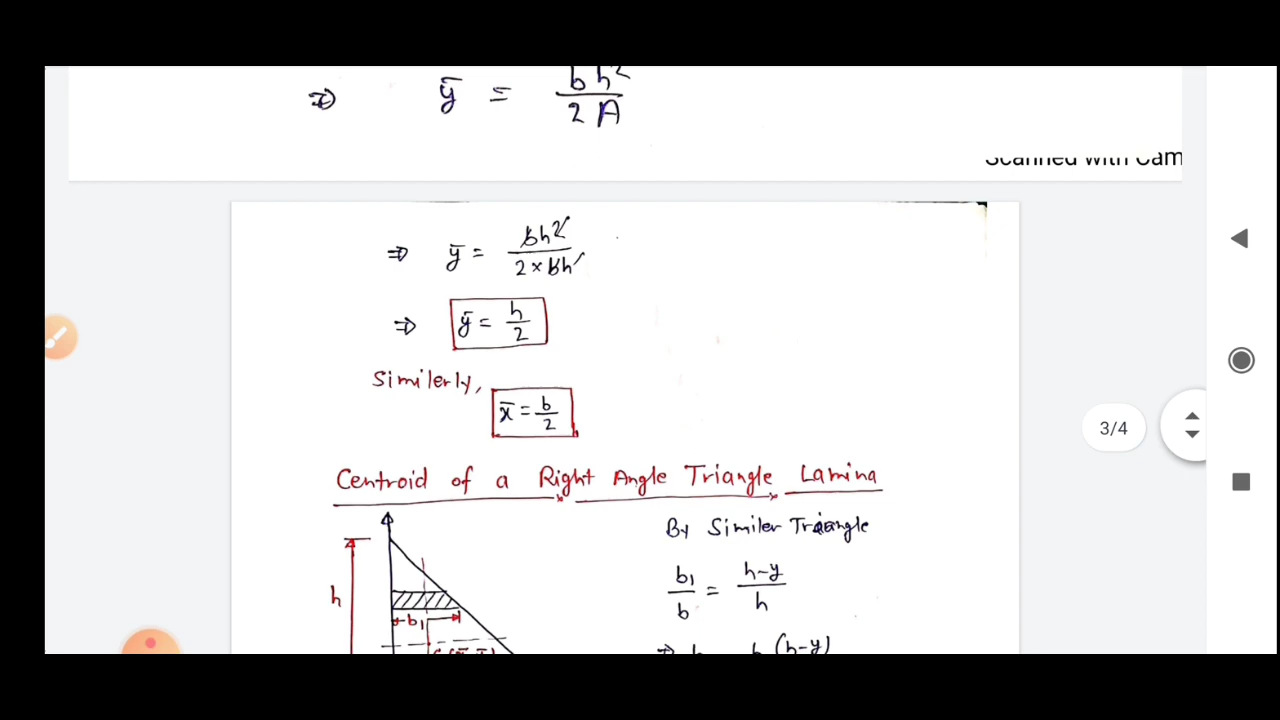 ⇒ ȳ = bh²/2A
Scanned with Cam
⇒ ȳ = bh²/2×bh
⇒ ȳ = h/2
Similerly,
x̄ = b/2
3/4
Centroid of a Right Angle Triangle Lamina
By Similer Triangle
b₁/b = h-y/h
h
b₁
(h-y)